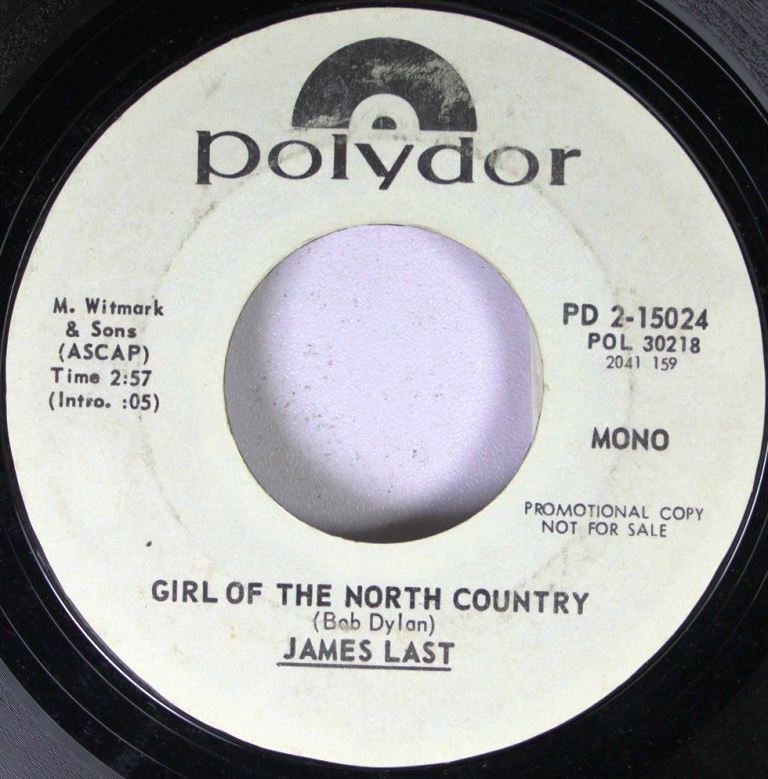 polydor
M. Witmark
& Sons
(ASCAP)
Time 2:57
(Intro. :05)
PD 2-15024
POL 30218
2041 159
MONO
PROMOTIONAL COPY
NOT FOR SALE
GIRL OF THE NORTH COUNTRY
(Bob Dylan)
JAMES LAST